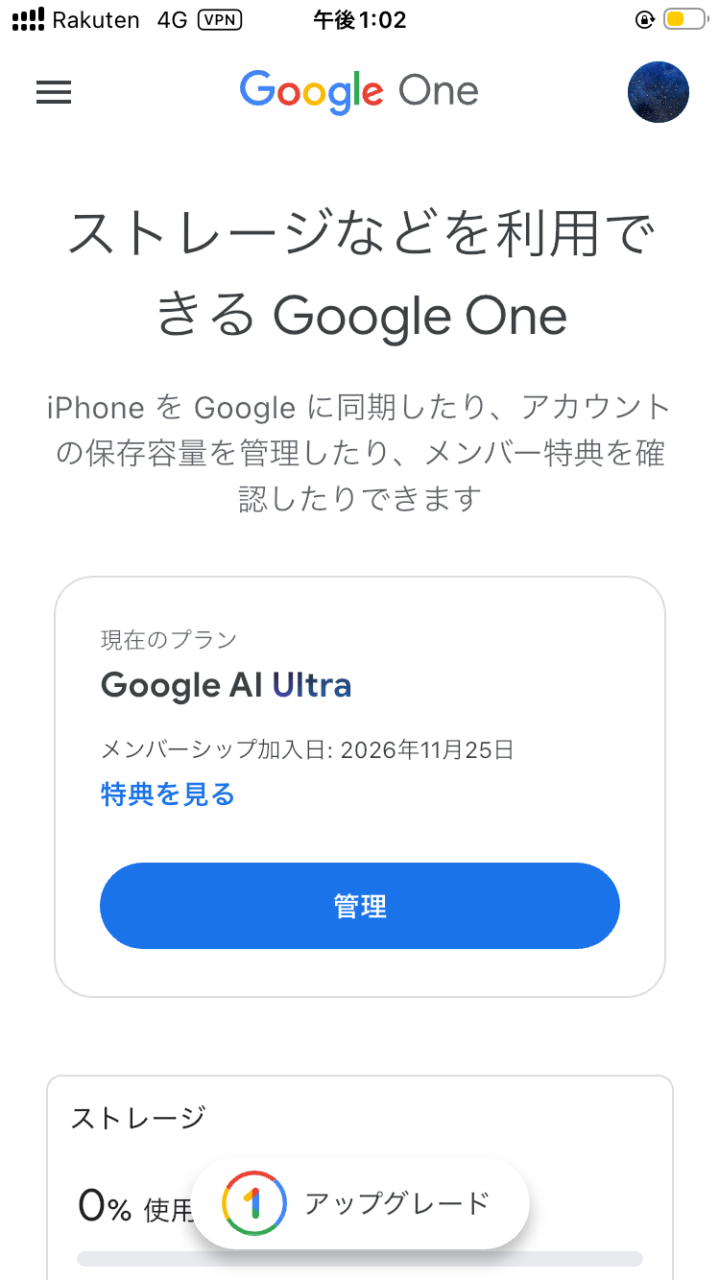 Rakuten 4G VPN 午後1:02
Google One
ストレージなどを利用で
きる Google One
iPhone を Google に同期したり、アカウント
の保存容量を管理したり、メンバー特典を確
認したりできます
現在のプラン
Google AI Ultra
メンバーシップ加入日: 2026年11月25日
特典を見る
管理
ストレージ
0% 使用
1 アップグレード